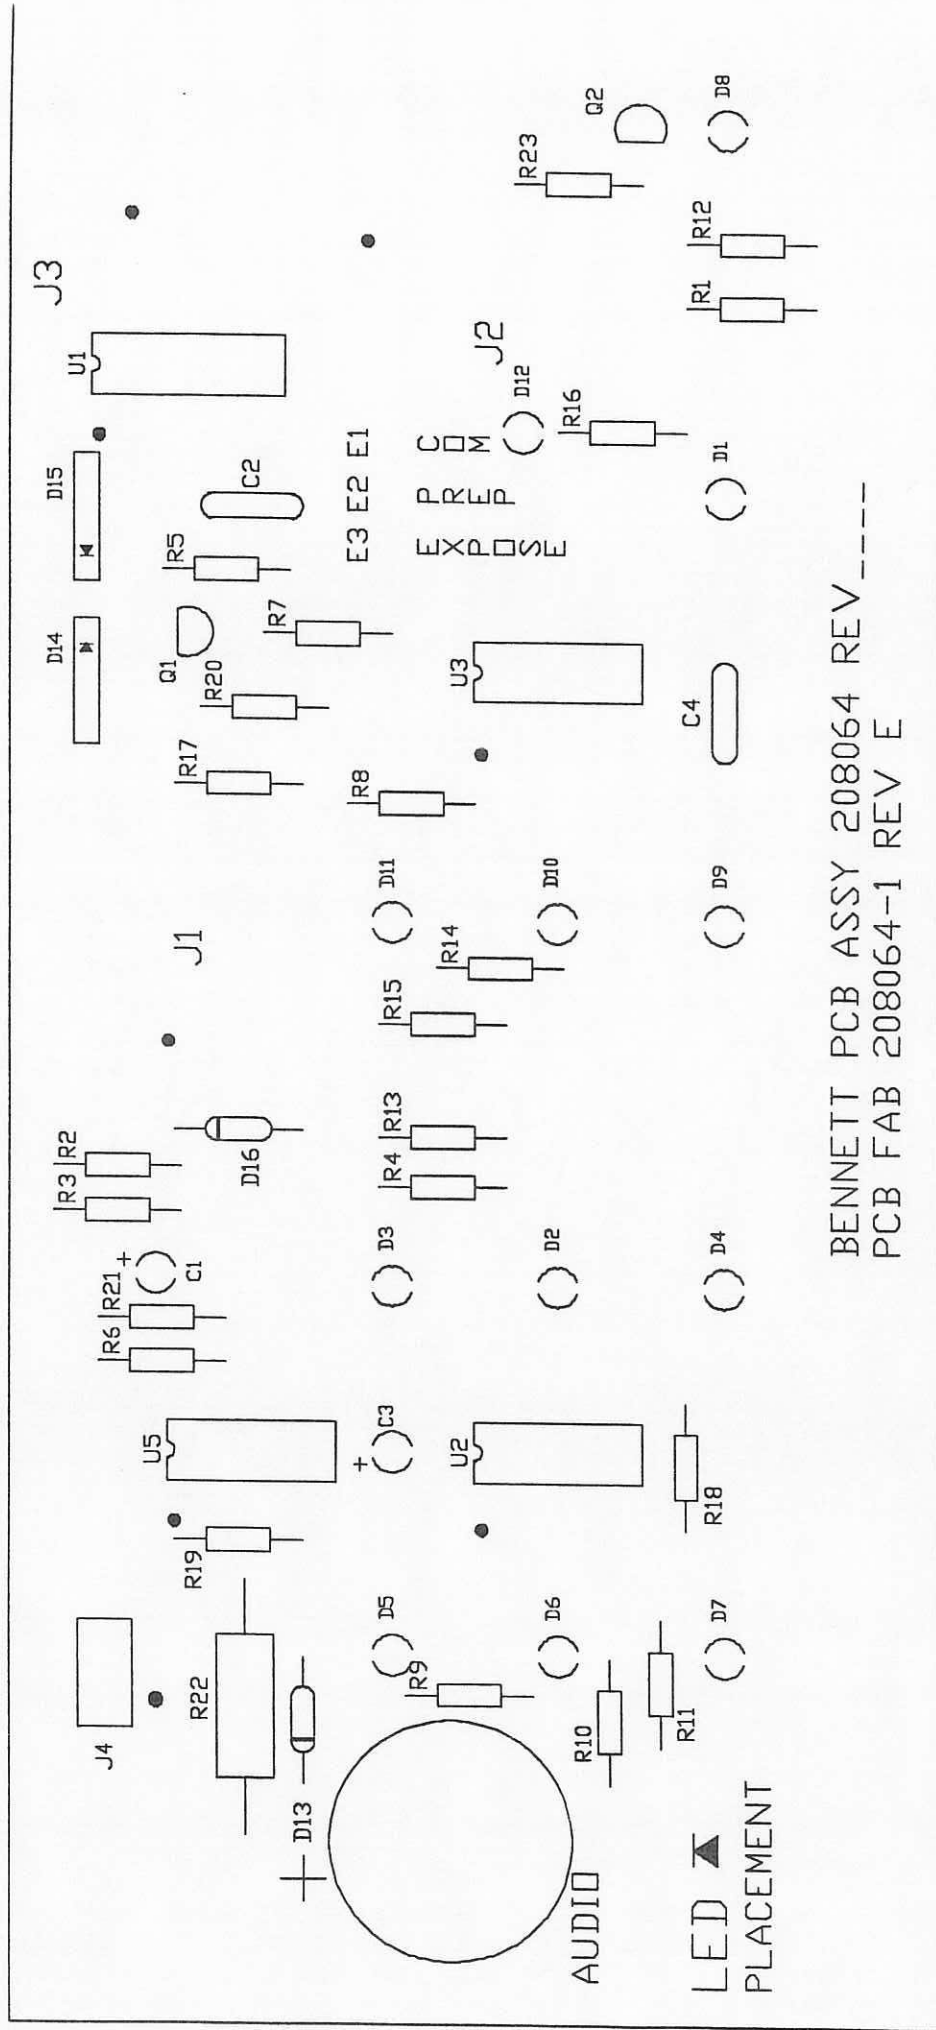 J3
J4
R3
R2
D14
D15
U1
R6
R21
+
C1
U5
R19
R22
D16
J1
R17
R20
Q1
R5
C2
R7
E3 E2 E1
D13
+
D5
R9
+
C3
D3
R4
R13
R15
D11
R8
EXPOSE
PREP
COM
J2
R14
U2
U3
D12
R23
Q2
AUDIO
R10
D6
D2
D10
R16
R11
D7
R18
D4
D9
C4
D1
R1
R12
D8
LED
PLACEMENT
BENNETT PCB ASSY 208064 REV____
PCB FAB 208064-1 REV E